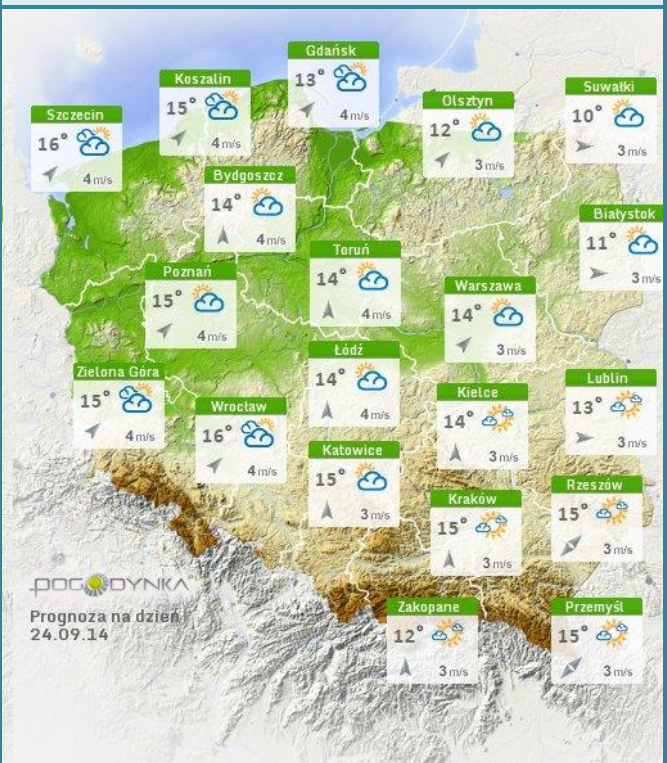 Gdańsk
13°
4 m/s
Koszalin
15°
4 m/s
Suwałki
10°
3 m/s
Olsztyn
12°
3 m/s
Szczecin
16°
4 m/s
Bydgoszcz
14°
4 m/s
Białystok
11°
3 m/s
Toruń
14°
4 m/s
Poznań
15°
4 m/s
Warszawa
14°
3 m/s
Łódź
14°
4 m/s
Zielona Góra
15°
4 m/s
Lublin
13°
3 m/s
Kielce
14°
3 m/s
Wrocław
16°
4 m/s
Katowice
15°
3 m/s
Rzeszów
15°
3 m/s
Kraków
15°
3 m/s
POGODYNKA
Prognoza na dzień
24.09.14
Zakopane
12°
3 m/s
Przemyśl
15°
3 m/s